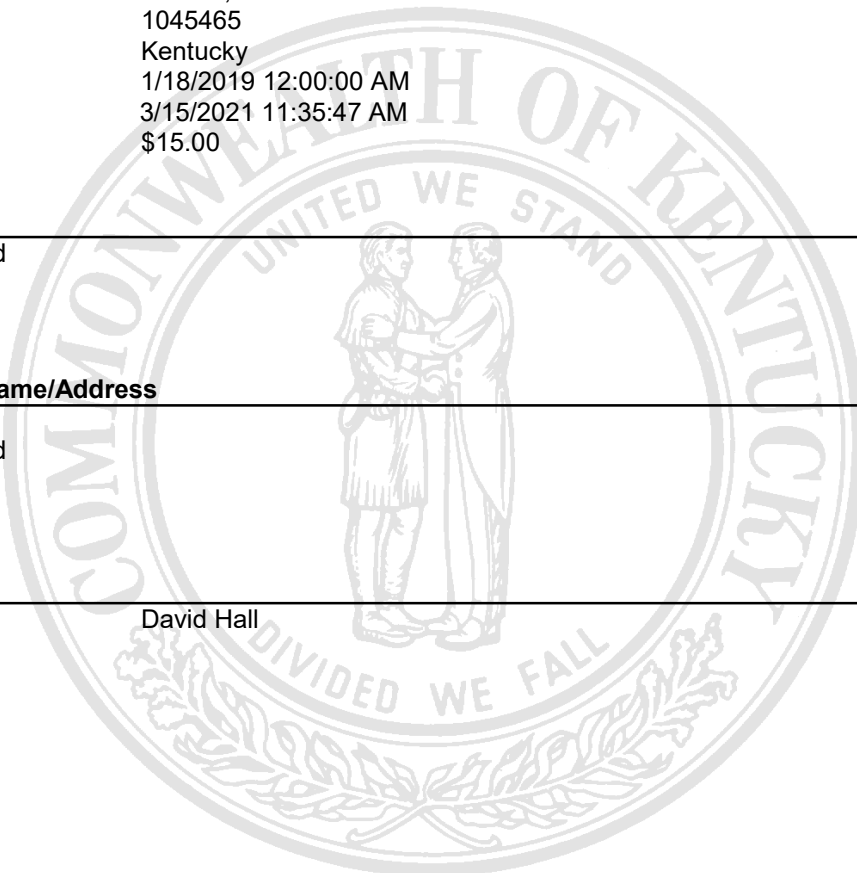 1045465
Kentucky
1/18/2019 12:00:00 AM
3/15/2021 11:35:47 AM
$15.00
COMMONWEALTH OF KENTUCKY
UNITED WE STAND
ame/Address
David Hall
DIVIDED WE FALL